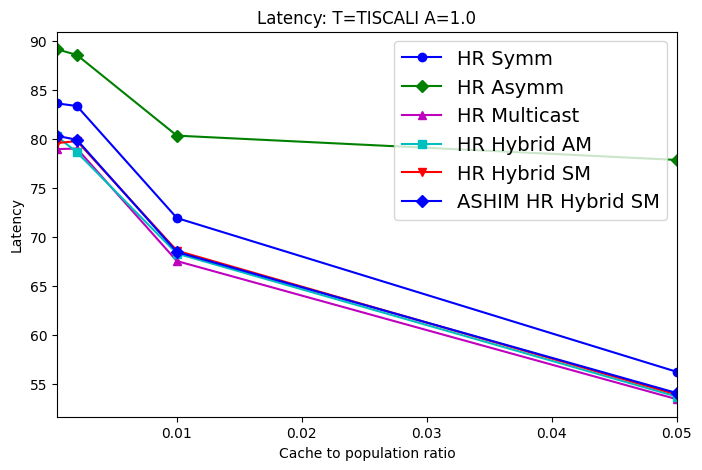 Latency: T=TISCALI A=1.0
90
85
80
75
70
65
60
55
Latency
HR Symm
HR Asymm
HR Multicast
HR Hybrid AM
HR Hybrid SM
ASHIM HR Hybrid SM
0.01 0.02 0.03 0.04 0.05
Cache to population ratio